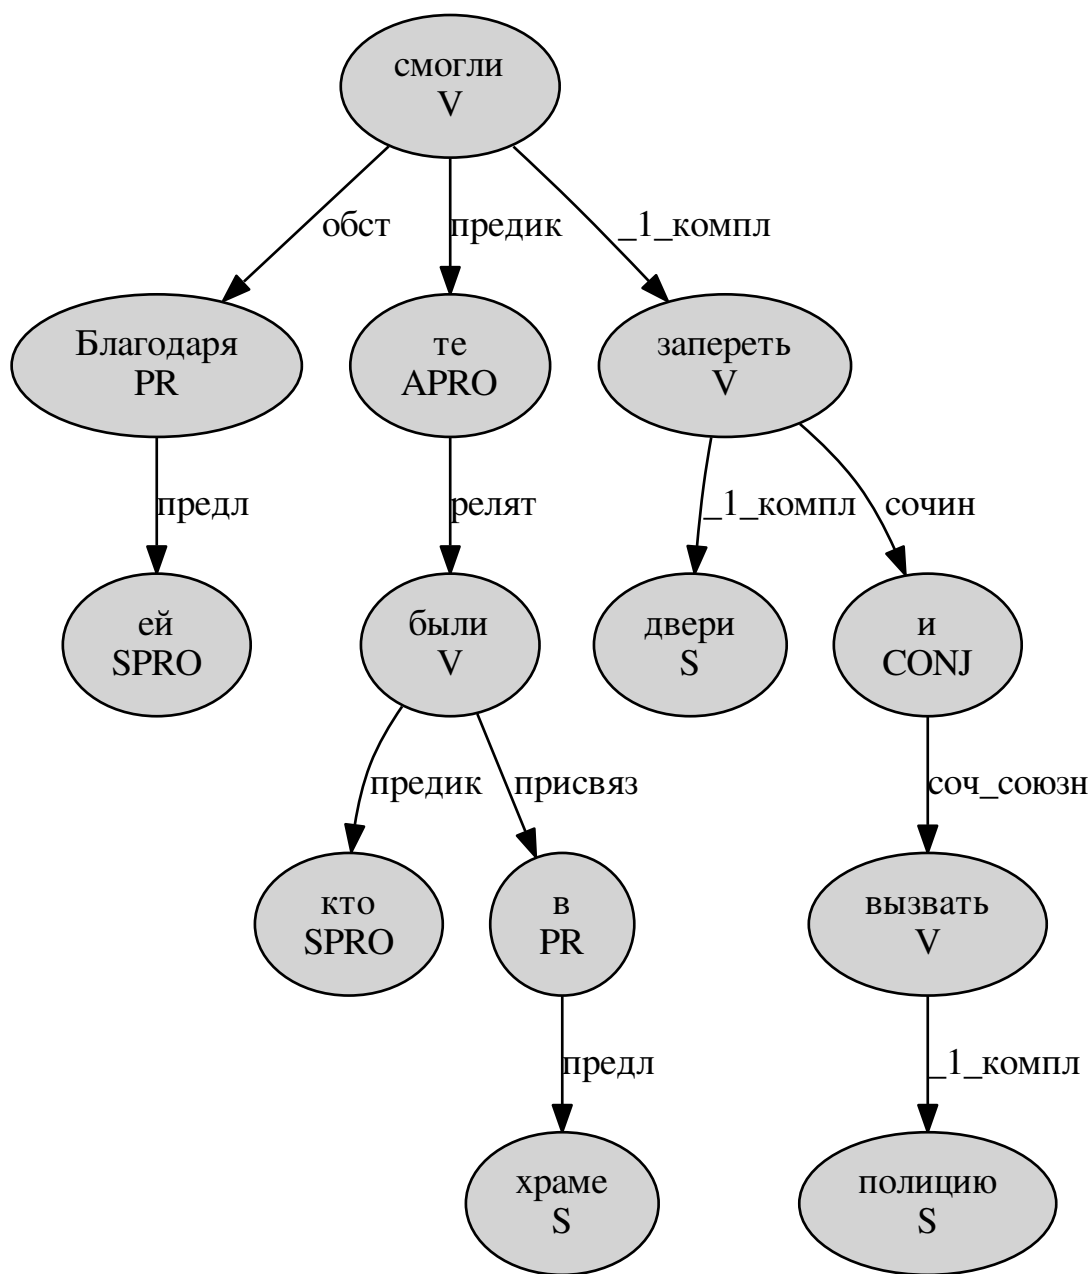 смогли
V
обст
предик
_1_компл
Благодаря
PR
те
APRO
запереть
V
предл
релят
_1_компл
сочин
ей
SPRO
были
V
двери
S
и
CONJ
предик
присвяз
соч_союзн
кто
SPRO
в
PR
вызвать
V
предл
_1_компл
храме
S
полицию
S